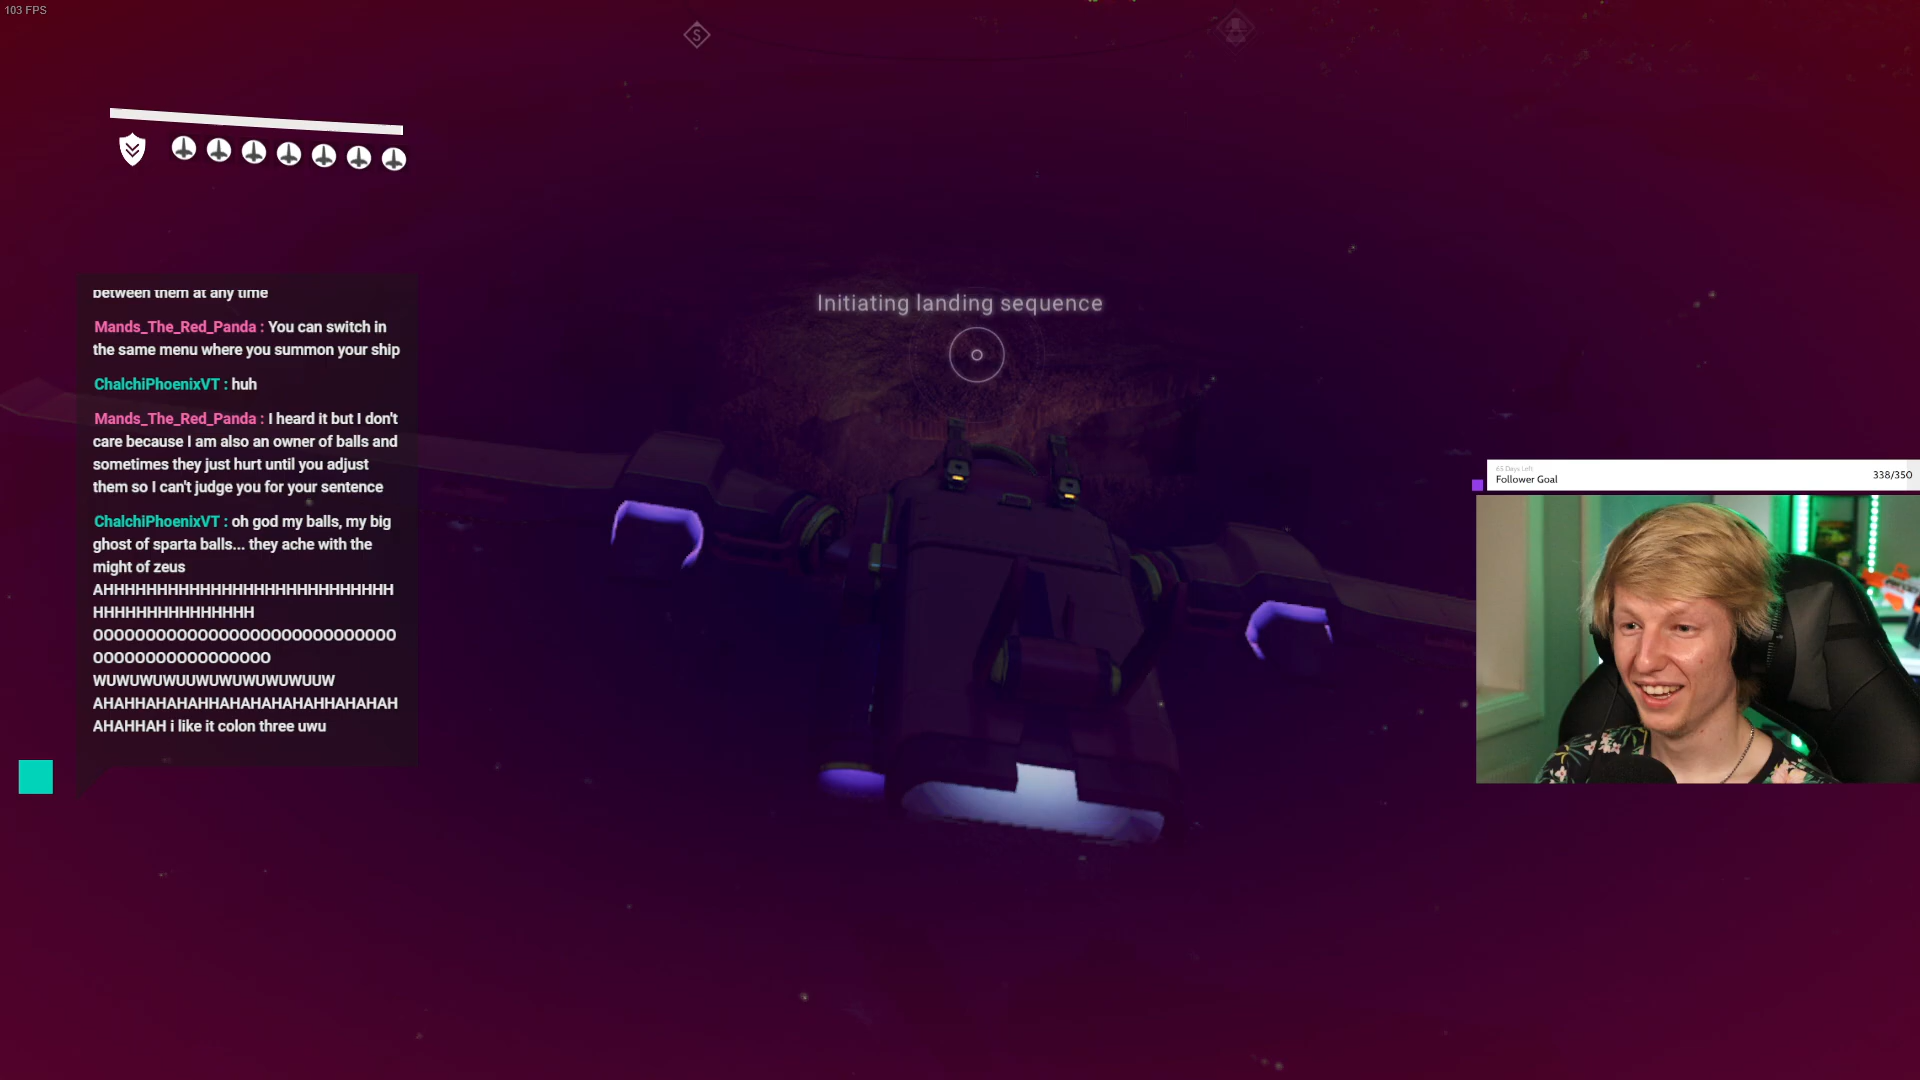 103 FPS
S
between them at any time
Mands_The_Red_Panda : You can switch in
the same menu where you summon your ship
ChalchiPhoenixVT : huh
Mands_The_Red_Panda : I heard it but I don't
care because I am also an owner of balls and
sometimes they just hurt until you adjust
them so I can't judge you for your sentence
ChalchiPhoenixVT : oh god my balls, my big
ghost of sparta balls... they ache with the
might of zeus
AHHHHHHHHHHHHHHHHHHHHHHHHHHH
HHHHHHHHHHHHHHH
OOOOOOOOOOOOOOOOOOOOOOOOOOOOO
OOOOOOOOOOOOOOOOO
WUWUWUWUUWUWUWUWUWUUW
AHAHHAHAHAHHAHAHAHAHAHHAHAHAH
AHAHHAH i like it colon three uwu
Initiating landing sequence
65 Days Left
Follower Goal
338/350